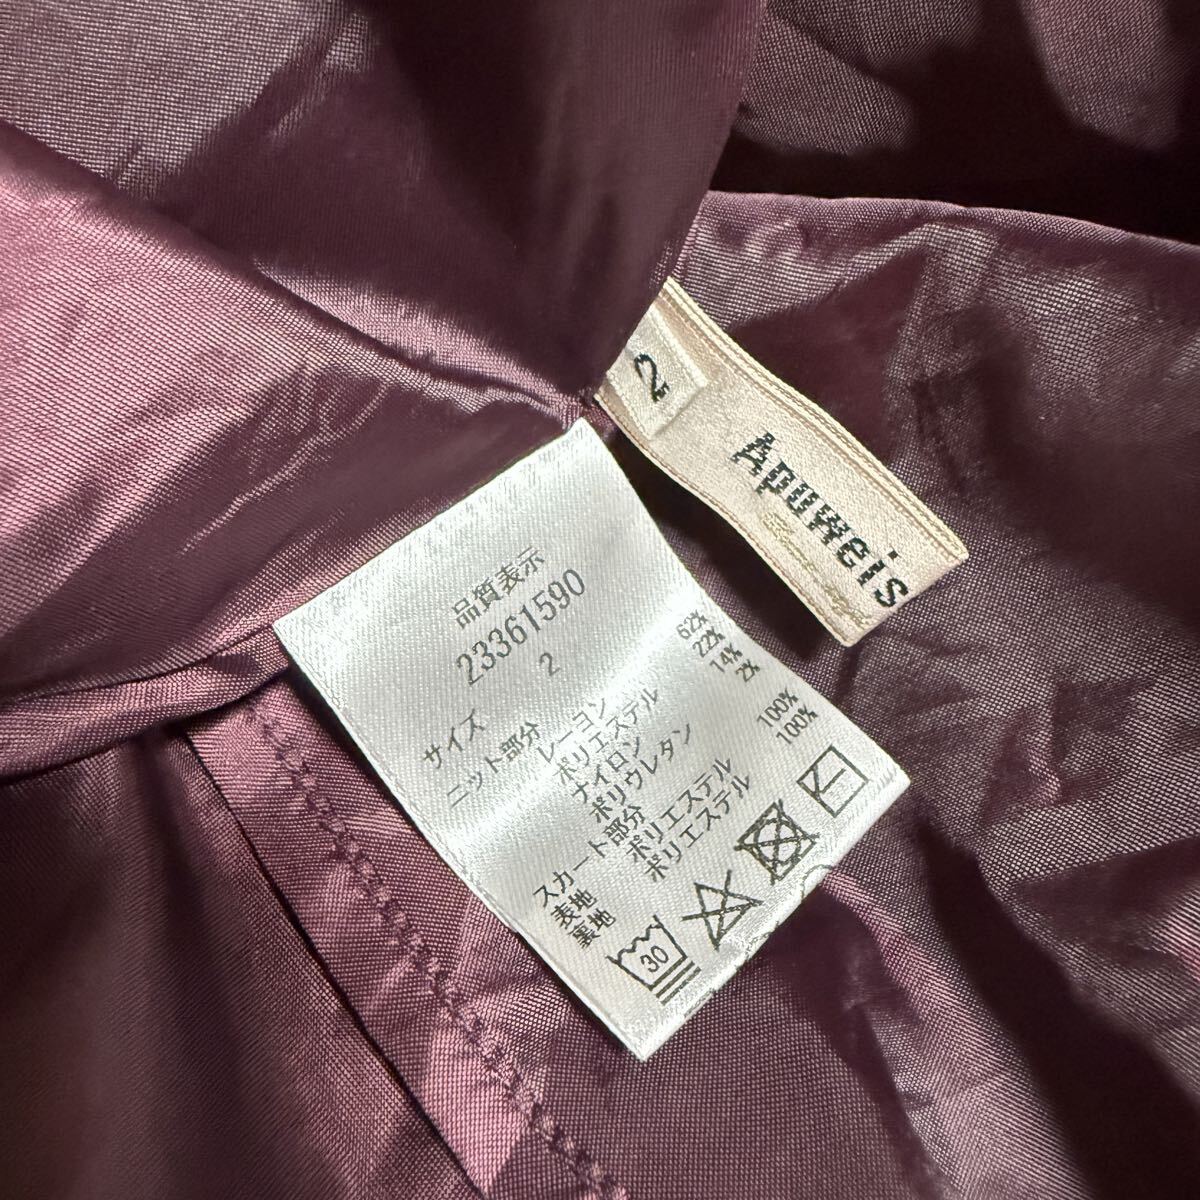 2
Apuweis
品質表示
23361590
サイズ 2
ニット部分
レーヨン 62%
ポリエステル 22%
ナイロン 14%
ポリウレタン 2%
スカート部分
表地 ポリエステル 100%
裏地 ポリエステル 100%
30